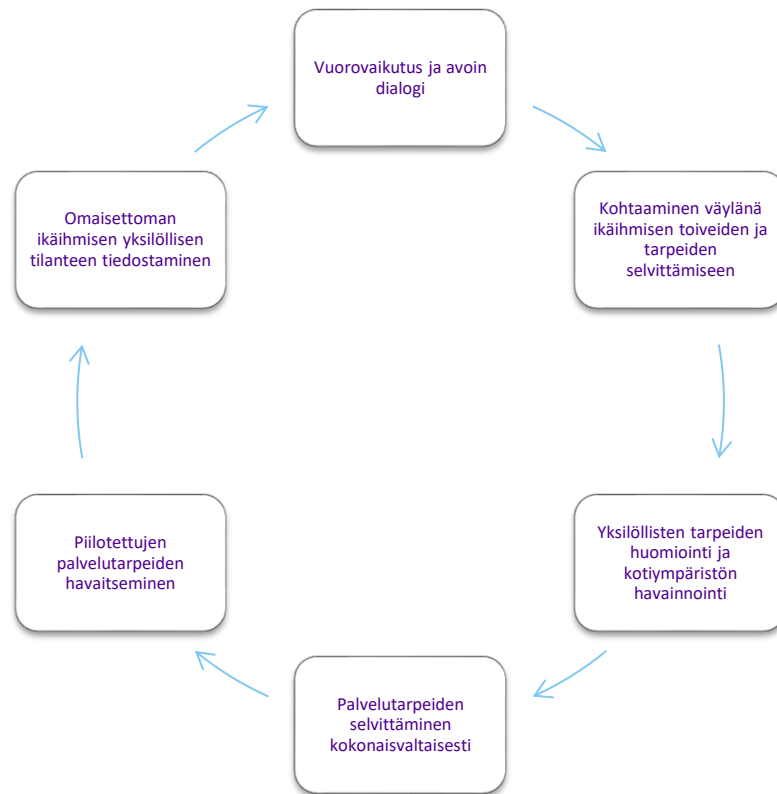 Vuorovaikutus ja avoin
dialogi
Kohtaaminen väylänä
ikäihmisen toiveiden ja
tarpeiden
selvittämiseen
Yksilöllisten tarpeiden
huomiointi ja
kotiympäristön
havainnointi
Palvelutarpeiden
selvittäminen
kokonaisvaltaisesti
Piilotettujen
palvelutarpeiden
havaitseminen
Omaisettoman
ikäihmisen yksilöllisen
tilanteen tiedostaminen